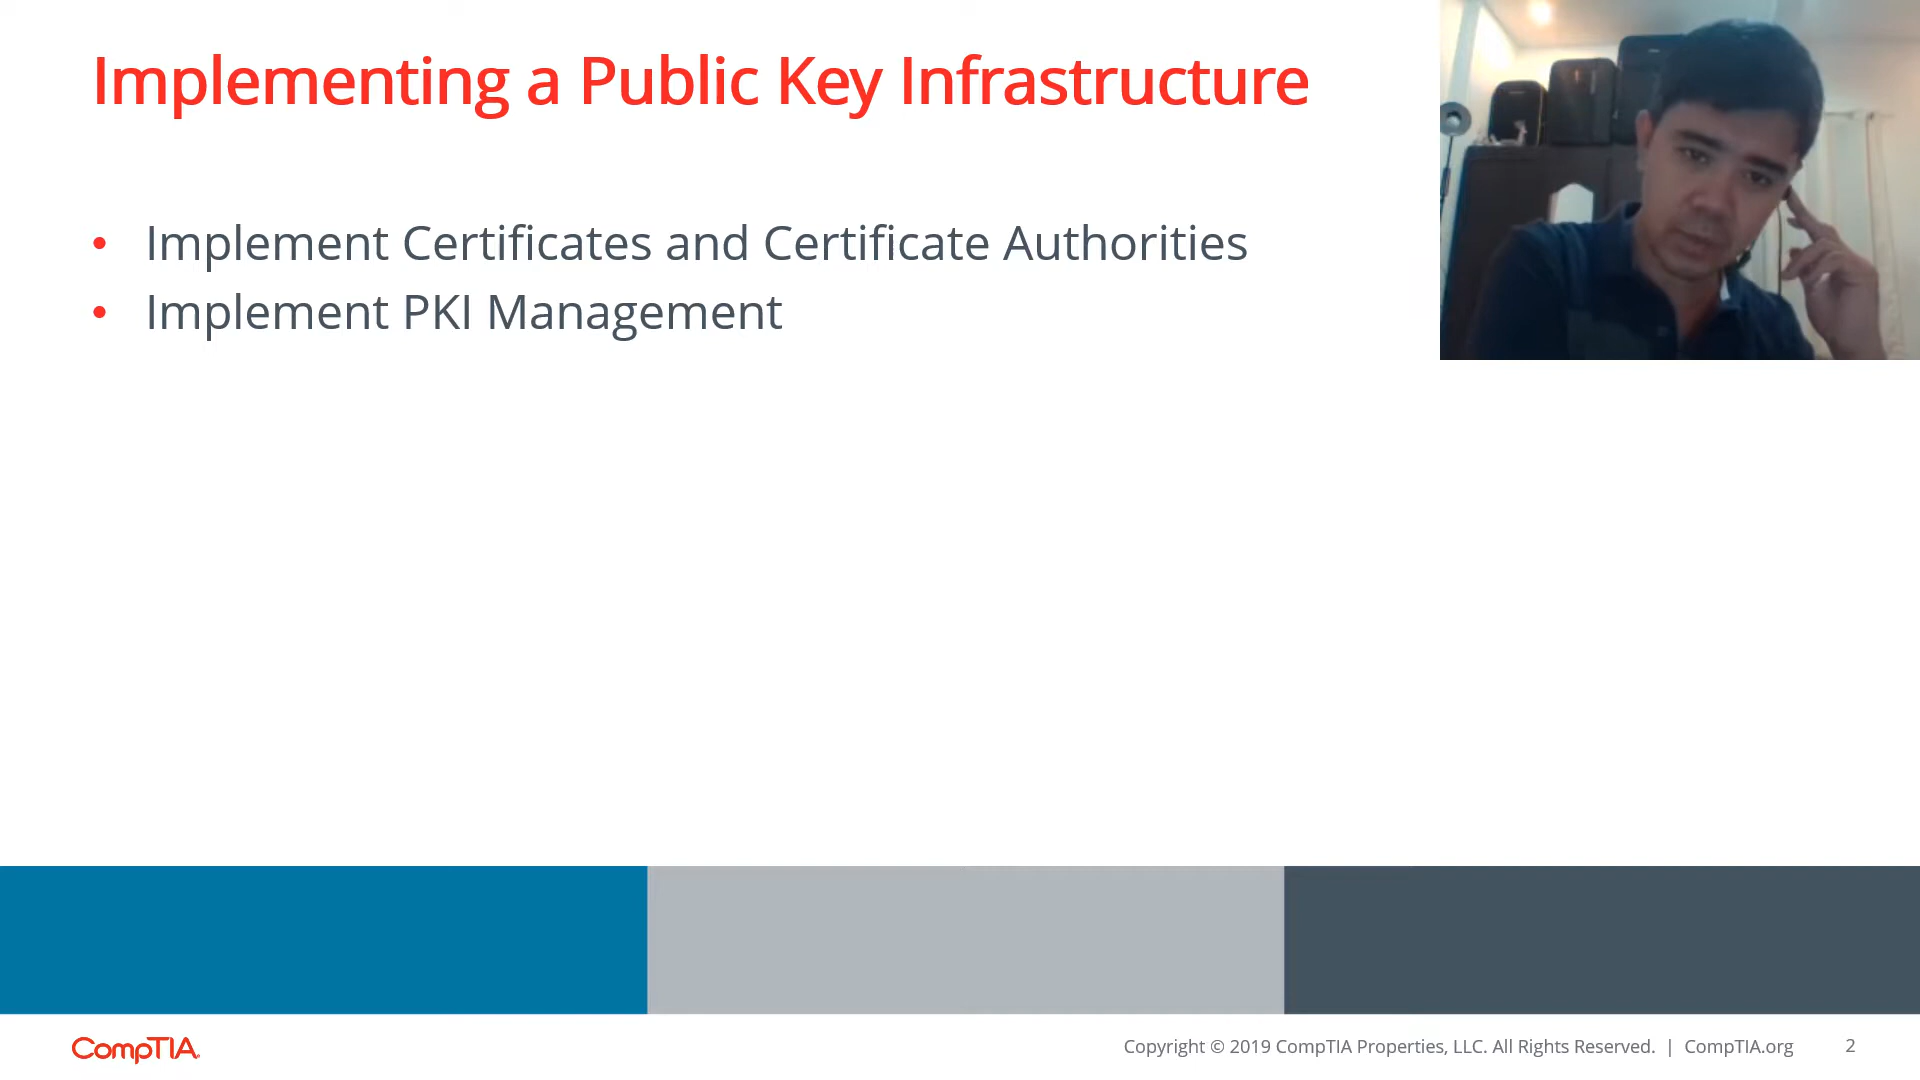 Implementing a Public Key Infrastructure
• Implement Certificates and Certificate Authorities
• Implement PKI Management
CompTIA.
Copyright © 2019 CompTIA Properties, LLC. All Rights Reserved. | CompTIA.org 2